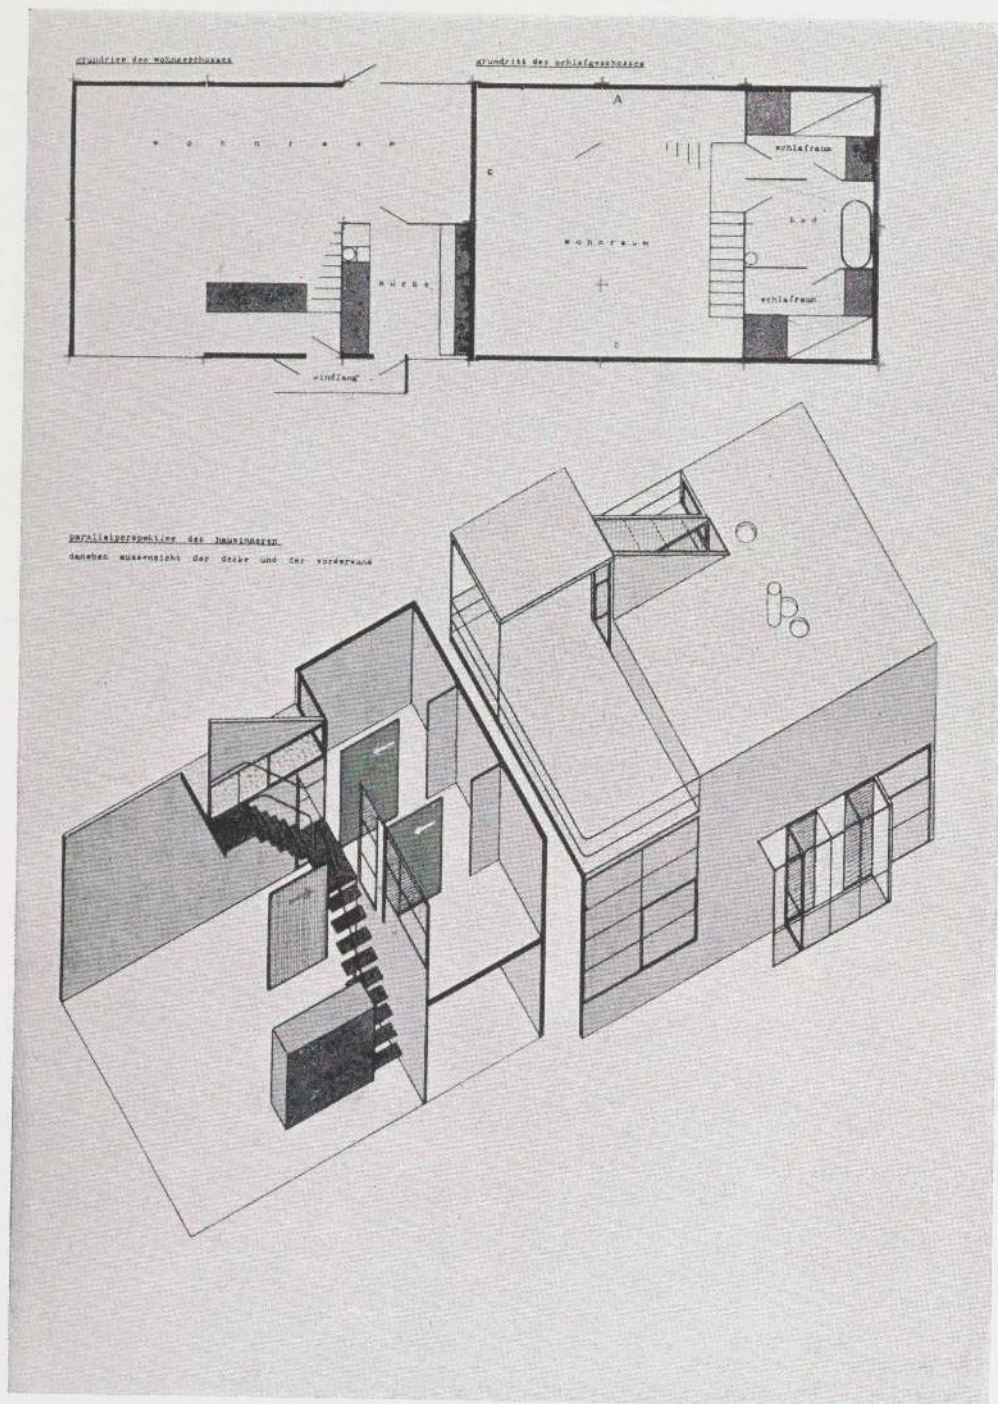 grundriss des wohngeschosses
grundriss des schlafgeschosses
A
w o h n r a u m
schlafraum
C
bad
w o h n r a u m
küche
schlafraum
windfang
parallelperspektive des hausinneren
daneben aussensicht der decke und der vorderwand